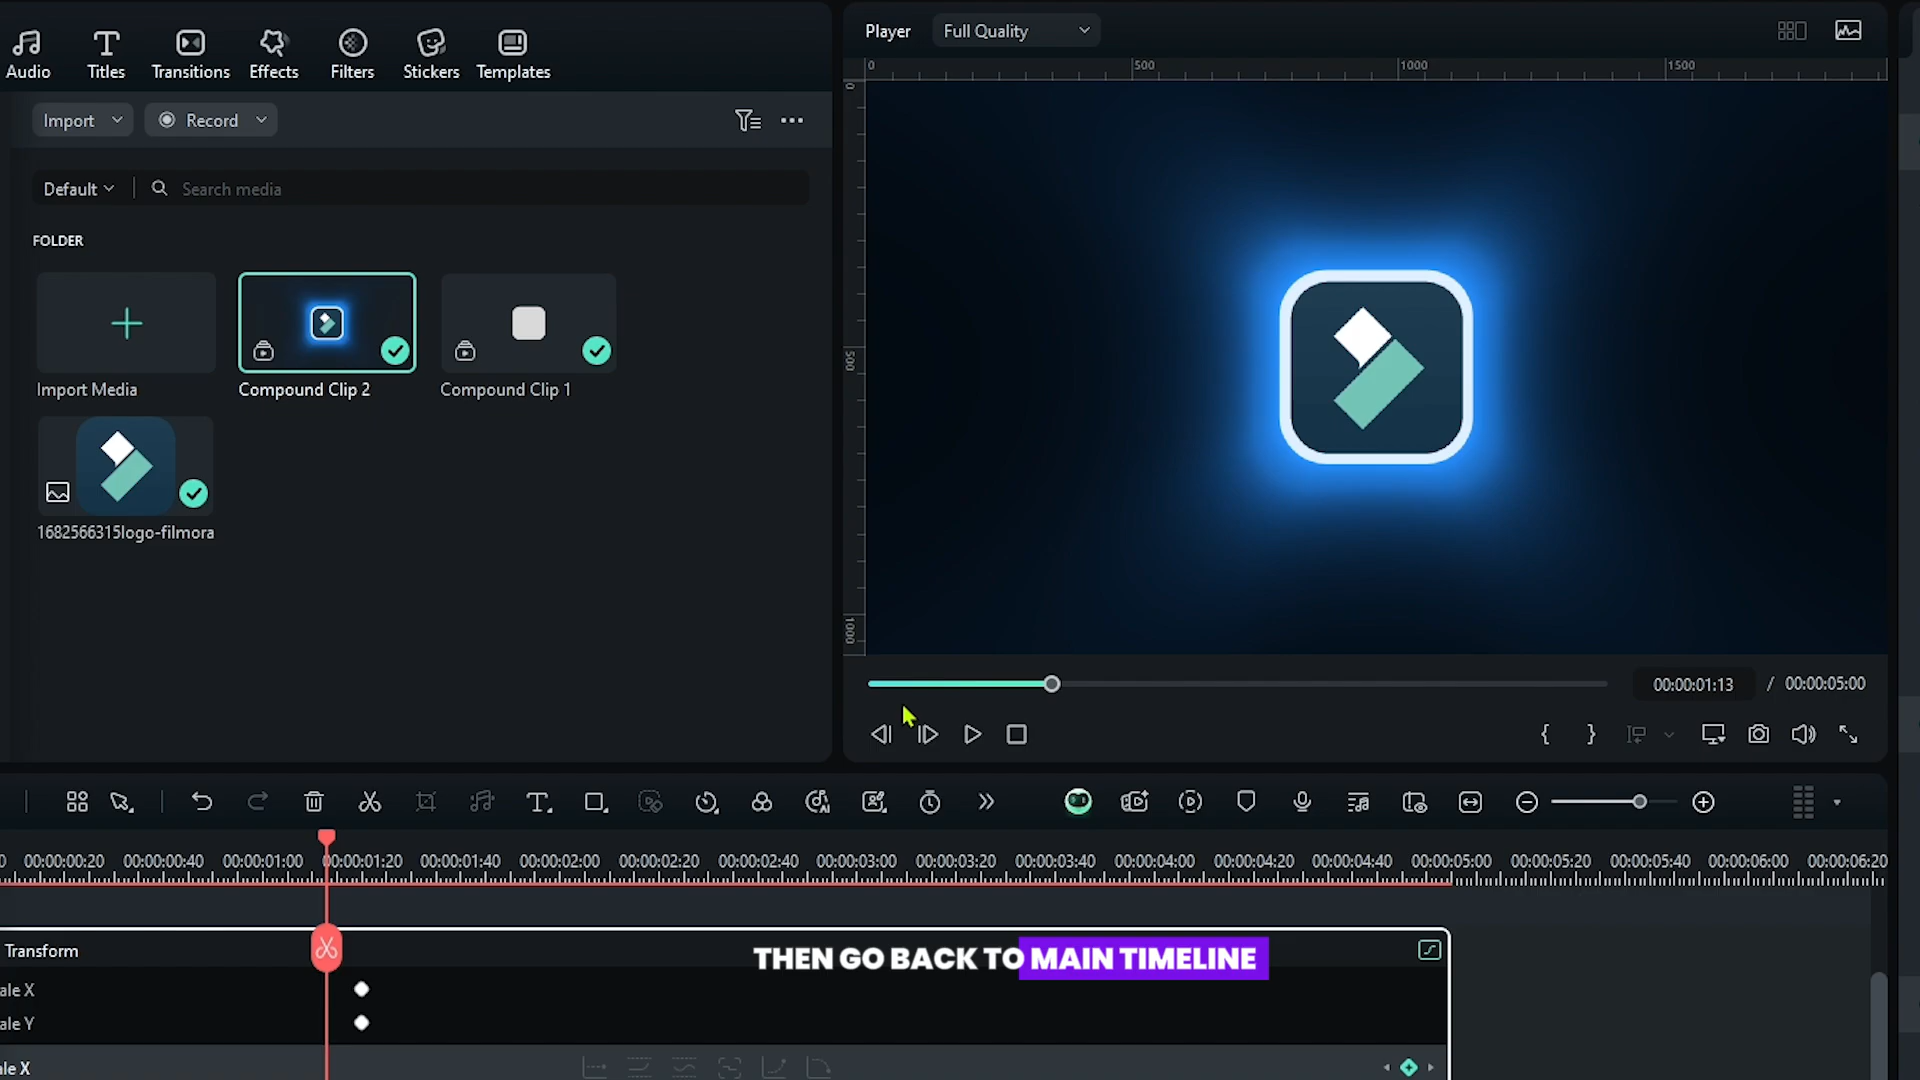 Audio
Titles
Transitions
Effects
Filters
Stickers
Templates
Import
Record
Default
Search media
FOLDER
Import Media
Compound Clip 2
Compound Clip 1
1682566315logo-filmora
Player
Full Quality
0
500
1000
1500
0
500
1000
00:00:01:13 / 00:00:05:00
0 00:00:00:20 00:00:00:40 00:00:01:00 00:00:01:20 00:00:01:40 00:00:02:00 00:00:02:20 00:00:02:40 00:00:03:00 00:00:03:20 00:00:03:40 00:00:04:00 00:00:04:20 00:00:04:40 00:00:05:00 00:00:05:20 00:00:05:40 00:00:06:00 00:00:06:20
Transform
THEN GO BACK TO MAIN TIMELINE
ale X
ale Y
ale X